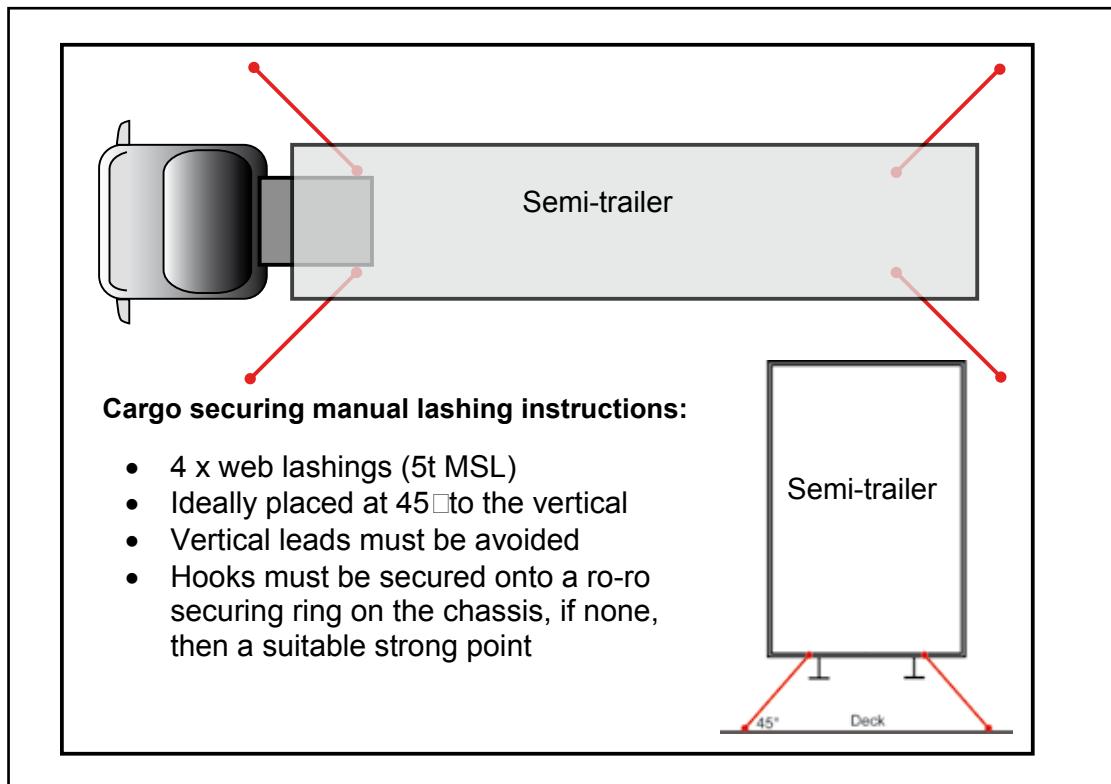 Semi-trailer
Cargo securing manual lashing instructions:
• 4 x web lashings (5t MSL)
• Ideally placed at 45□to the vertical
• Vertical leads must be avoided
• Hooks must be secured onto a ro-ro
securing ring on the chassis, if none,
then a suitable strong point
Semi-trailer
45°
Deck